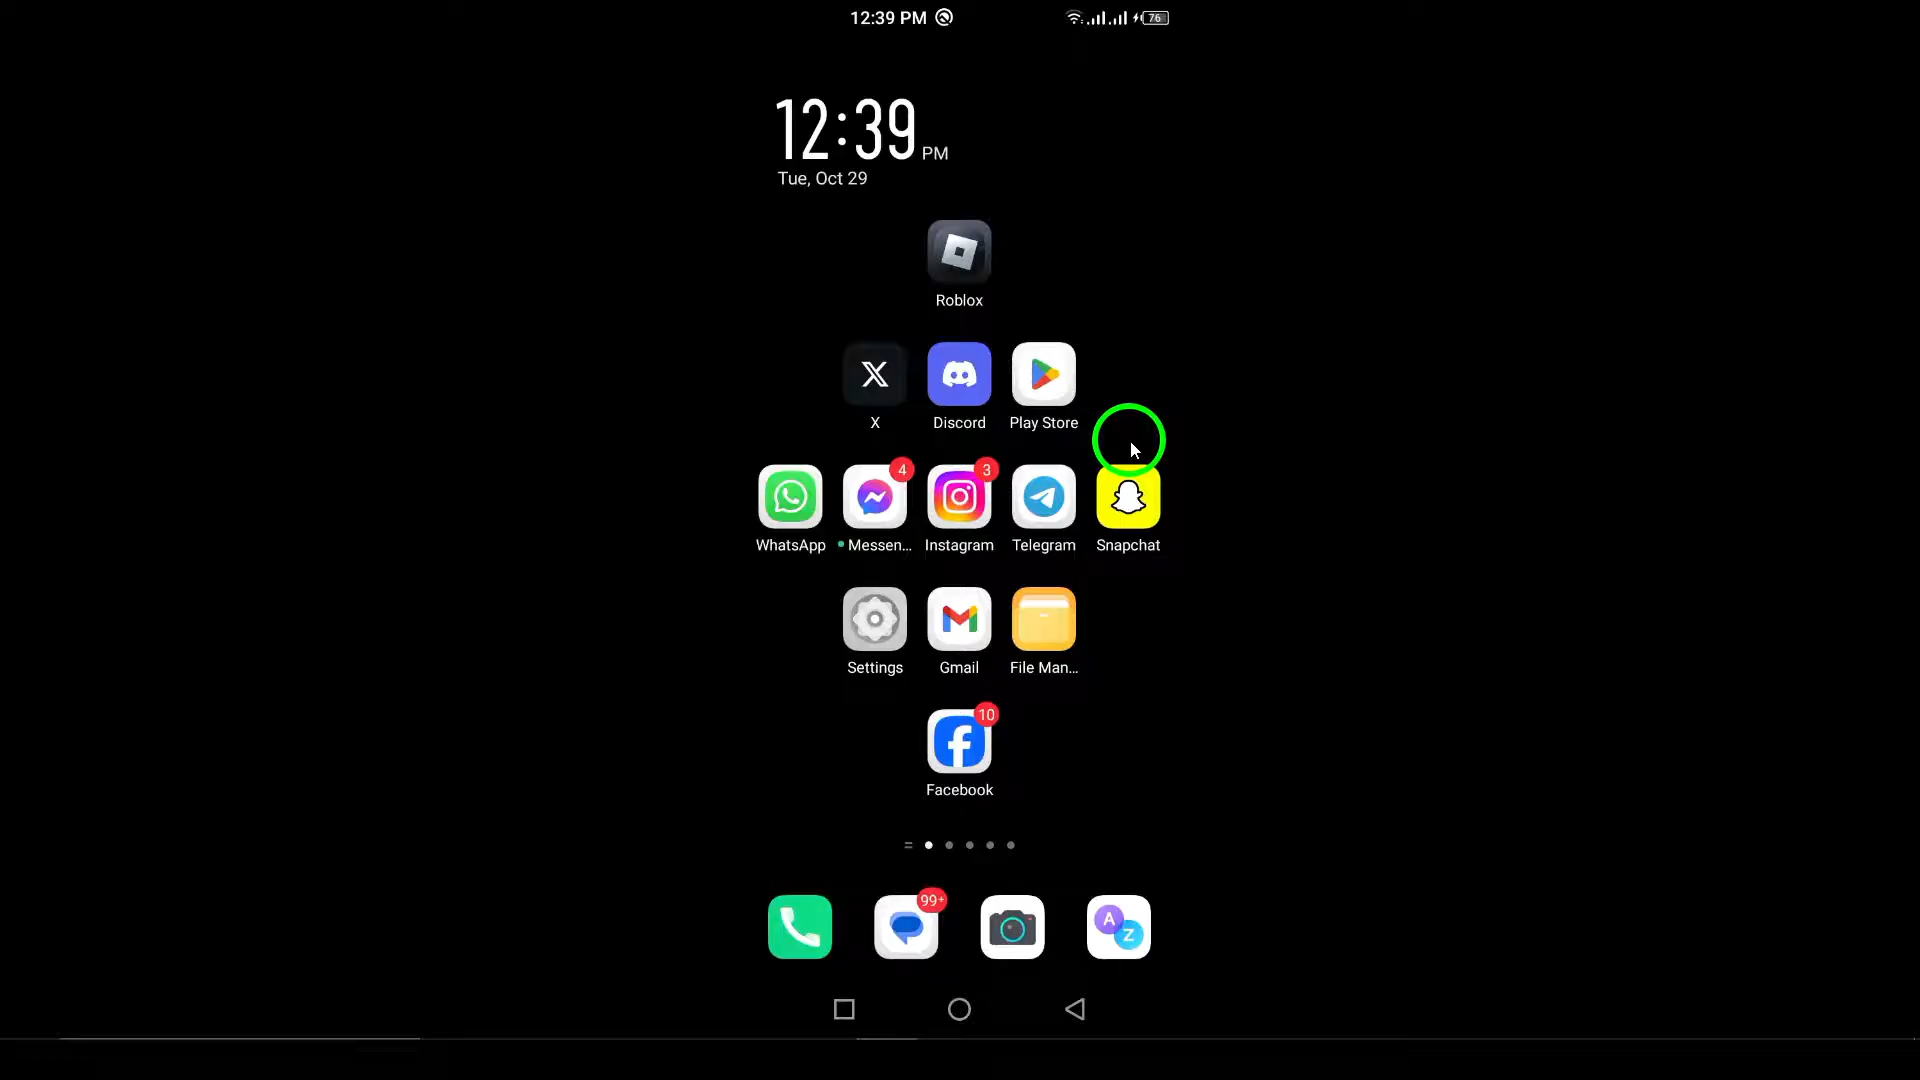 12:39 PM
76
12:39 PM
Tue, Oct 29
Roblox
X
Discord
Play Store
4
3
WhatsApp
Messen...
Instagram
Telegram
Snapchat
Settings
Gmail
File Man...
10
Facebook
99+
A
Z